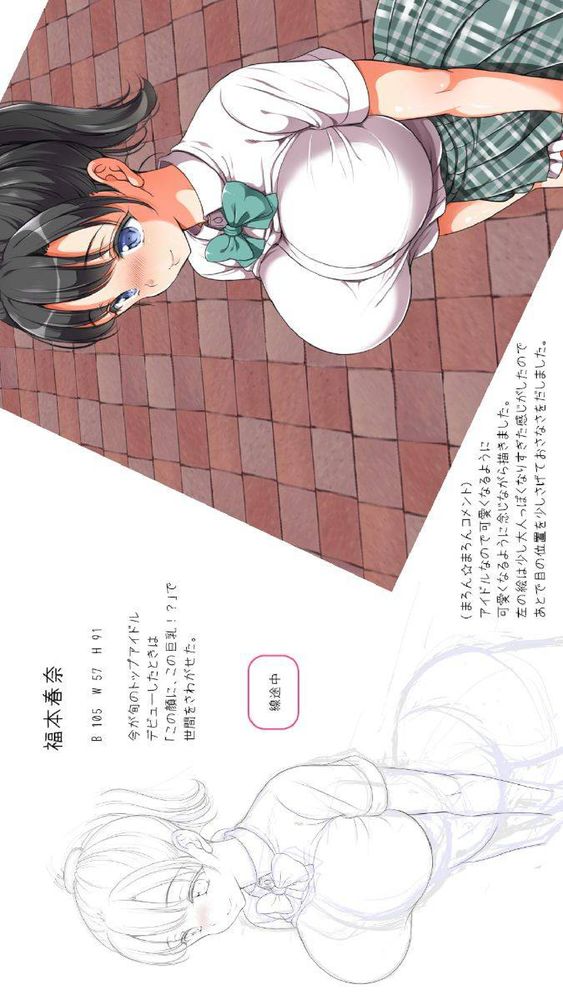 福本春奈
B 105 W 57 H 91
今が旬のトップアイドル
デビューしたときは
「この顔に、この巨乳！？」で
世間をさわがせた。
線途中
(まろん☆まろんコメント)
アイドルなので可愛くなるように
可愛くなるように念じながら描きました。
左の絵は少し大人っぽくなりすぎた感じがしたので
あとで目の位置を少しさげておさなさをだしました。